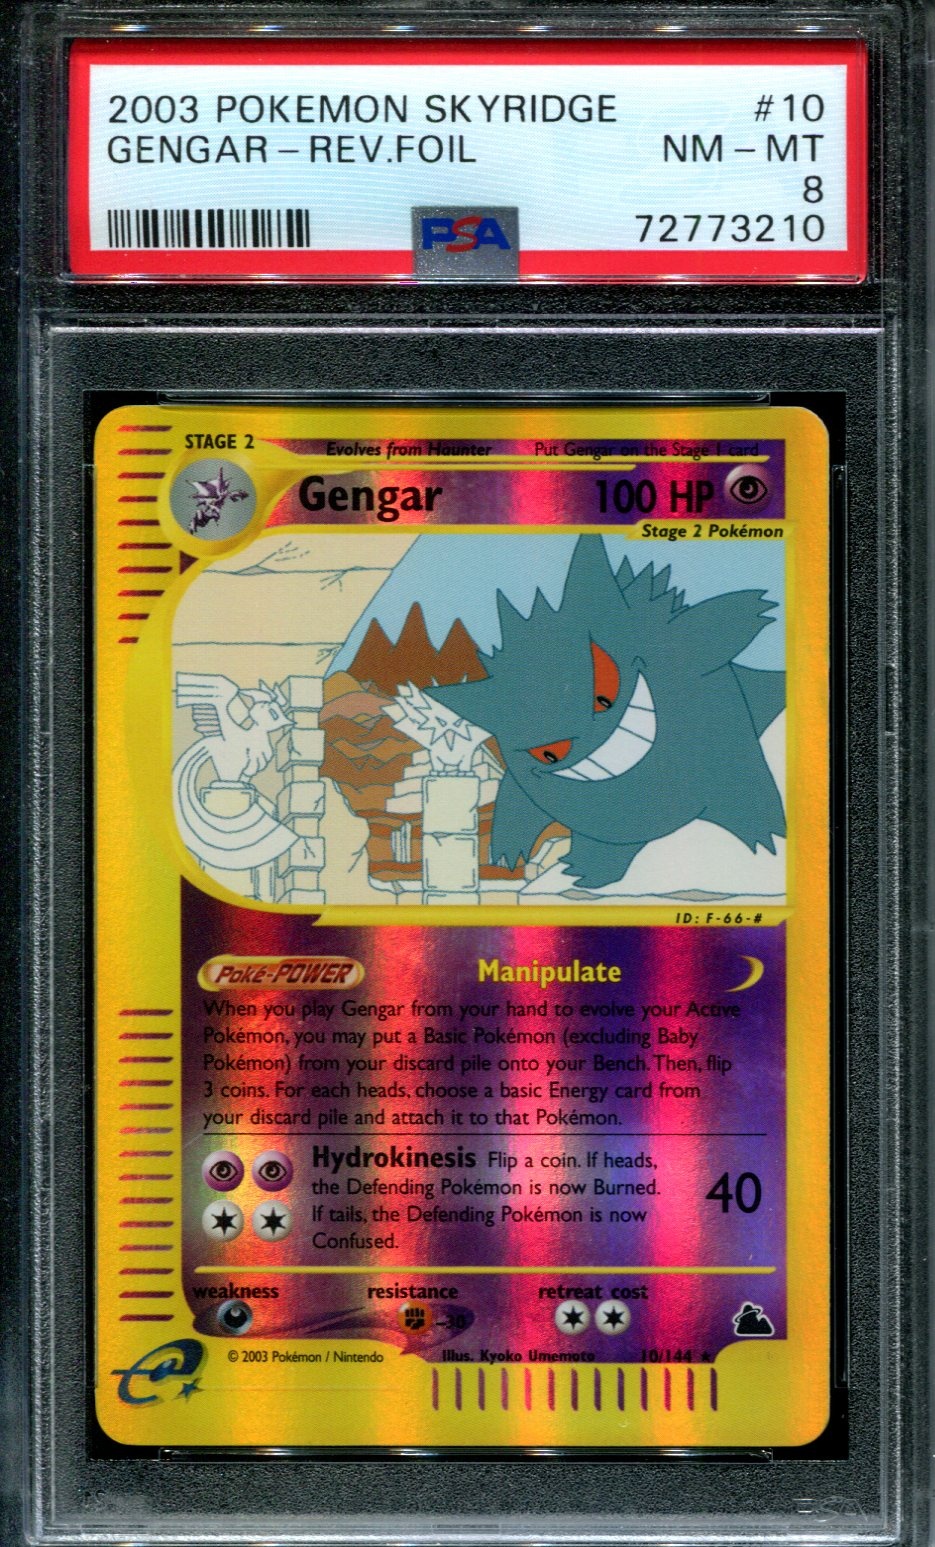 2003 POKEMON SKYRIDGE #10
GENGAR – REV.FOIL NM – MT
8
72773210
PSA
STAGE 2
Evolves from Haunter Put Gengar on the Stage 1 card
Gengar 100 HP
Stage 2 Pokémon
ID: F-66-#
Poké-POWER Manipulate
When you play Gengar from your hand to evolve your Active
Pokémon, you may put a Basic Pokémon (excluding Baby
Pokémon) from your discard pile onto your Bench. Then, flip
3 coins. For each heads, choose a basic Energy card from
your discard pile and attach it to that Pokémon.
Hydrokinesis Flip a coin. If heads,
the Defending Pokémon is now Burned. 40
If tails, the Defending Pokémon is now
Confused.
weakness resistance retreat cost
–30
e
© 2003 Pokémon / Nintendo Illus. Kyoko Umemoto 10/144 ★
PSA